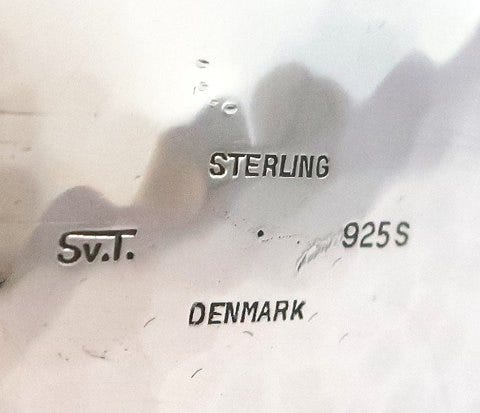 STERLING
Sv.T.
925S
DENMARK